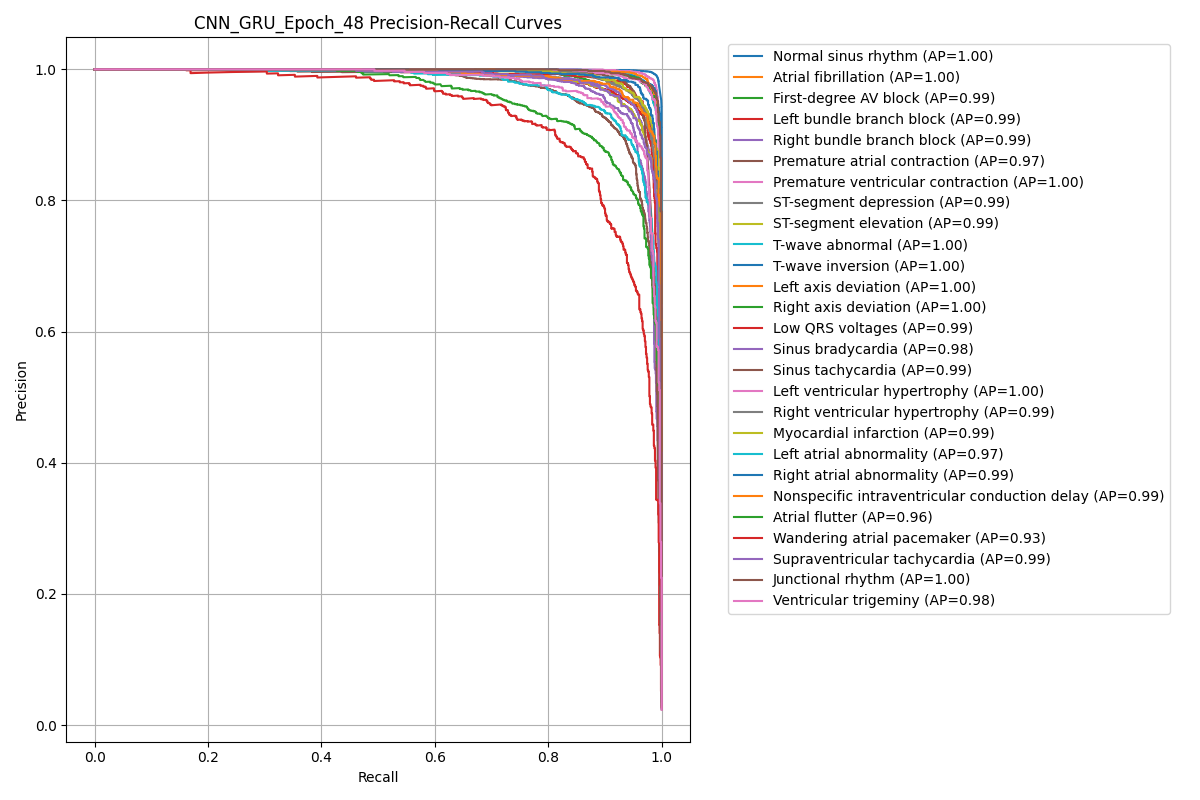 CNN_GRU_Epoch_48 Precision-Recall Curves
1.0
0.8
0.6
0.4
0.2
0.0
Precision
0.0 0.2 0.4 0.6 0.8 1.0
Recall
Normal sinus rhythm (AP=1.00)
Atrial fibrillation (AP=1.00)
First-degree AV block (AP=0.99)
Left bundle branch block (AP=0.99)
Right bundle branch block (AP=0.99)
Premature atrial contraction (AP=0.97)
Premature ventricular contraction (AP=1.00)
ST-segment depression (AP=0.99)
ST-segment elevation (AP=0.99)
T-wave abnormal (AP=1.00)
T-wave inversion (AP=1.00)
Left axis deviation (AP=1.00)
Right axis deviation (AP=1.00)
Low QRS voltages (AP=0.99)
Sinus bradycardia (AP=0.98)
Sinus tachycardia (AP=0.99)
Left ventricular hypertrophy (AP=1.00)
Right ventricular hypertrophy (AP=0.99)
Myocardial infarction (AP=0.99)
Left atrial abnormality (AP=0.97)
Right atrial abnormality (AP=0.99)
Nonspecific intraventricular conduction delay (AP=0.99)
Atrial flutter (AP=0.96)
Wandering atrial pacemaker (AP=0.93)
Supraventricular tachycardia (AP=0.99)
Junctional rhythm (AP=1.00)
Ventricular trigeminy (AP=0.98)